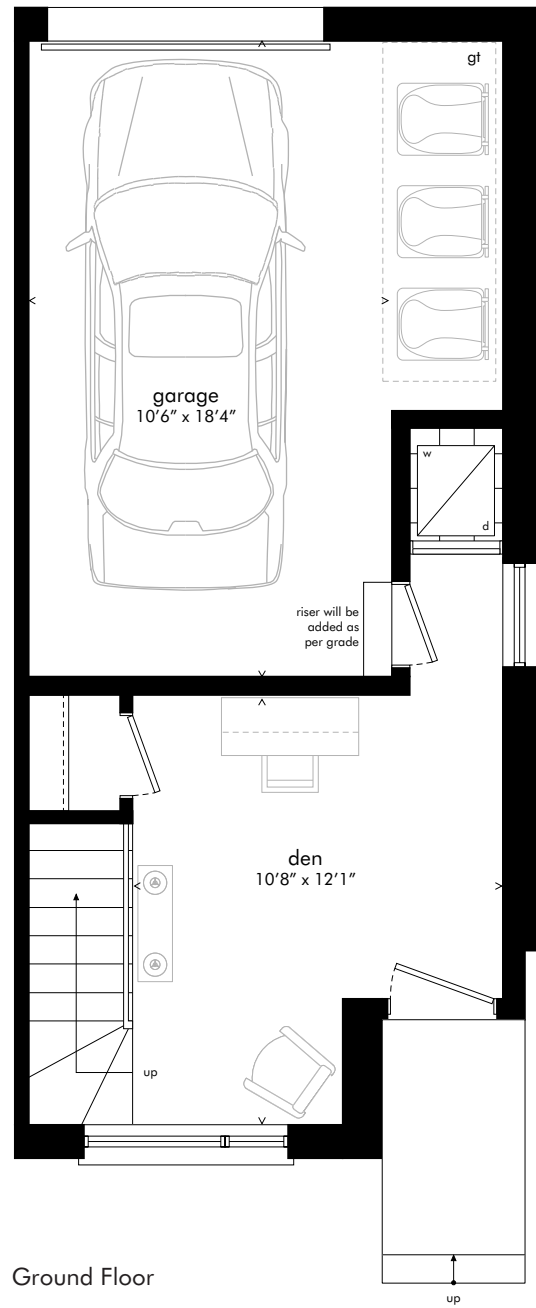 gt
garage
10’6” x 18’4”
w
d
riser will be
added as
per grade
den
10’8” x 12’1”
up
Ground Floor
up